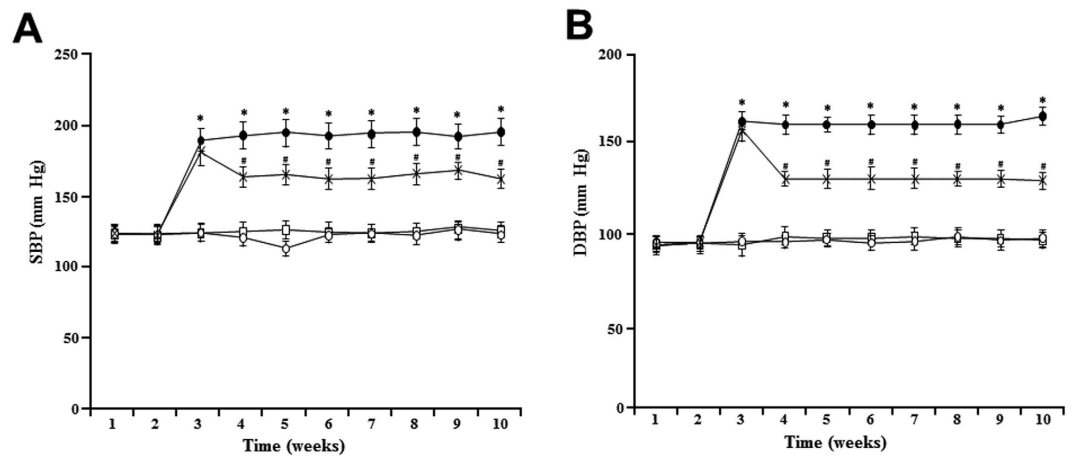 A
SBP (mm Hg)
250
200
150
100
50
0
* * * * * * * *
# # # # # # #
1 2 3 4 5 6 7 8 9 10
Time (weeks)
B
DBP (mm Hg)
200
150
100
50
0
* * * * * * * *
# # # # # # #
1 2 3 4 5 6 7 8 9 10
Time (weeks)